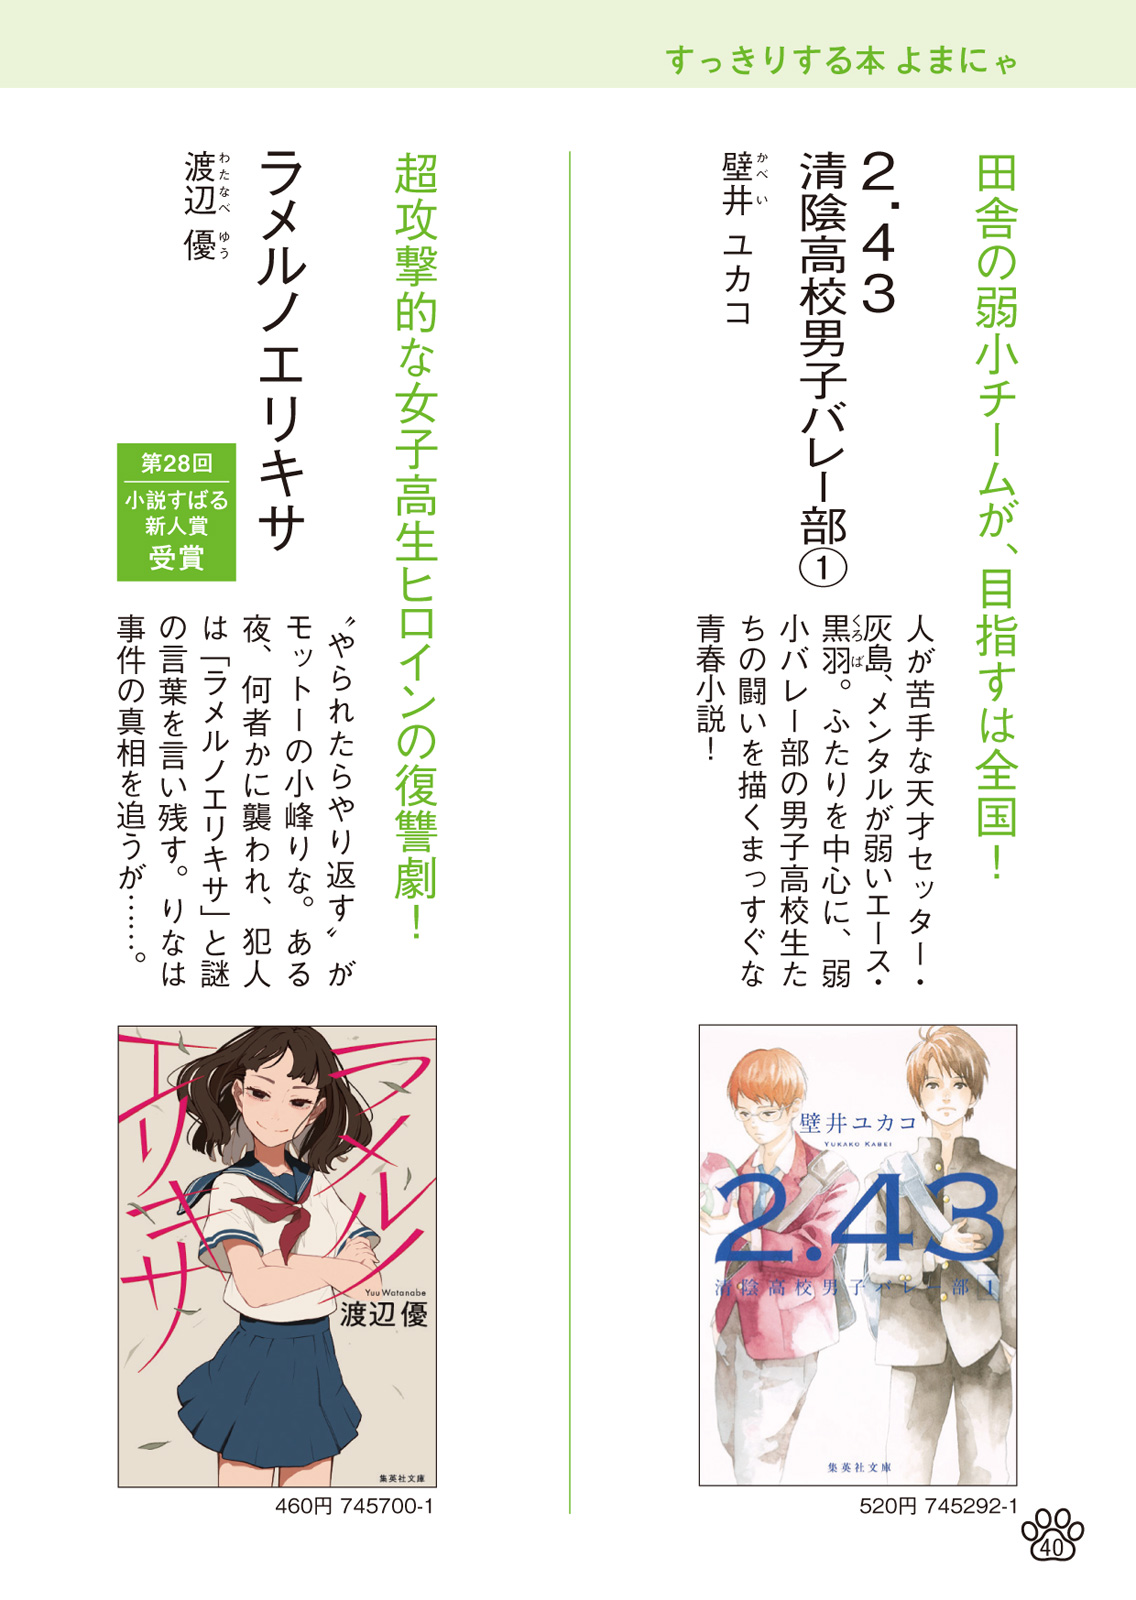 すっきりする本 よまにゃ
田舎の弱小チームが、目指すは全国！
2.43
清陰高校男子バレー部①
かべい
壁井 ユカコ
人が苦手な天才セッター・
灰島、メンタルが弱いエース・
くろば
黒羽。ふたりを中心に、弱
小バレー部の男子高校生た
ちの闘いを描くまっすぐな
青春小説！
壁井ユカコ
YUKAKO KABEI
2.43
清陰高校男子バレー部 1
集英社文庫
520円 745292-1
超攻撃的な女子高生ヒロインの復讐劇！
ラメルノエリキサ
わたなべ ゆう
渡辺 優
第28回
小説すばる
新人賞
受賞
〝やられたらやり返す〟が
モットーの小峰りな。ある
夜、何者かに襲われ、犯人
は「ラメルノエリキサ」と謎
の言葉を言い残す。りなは
事件の真相を追うが……。
ラメルノ
エリキサ
Yuu Watanabe
渡辺 優
集英社文庫
460円 745700-1
40